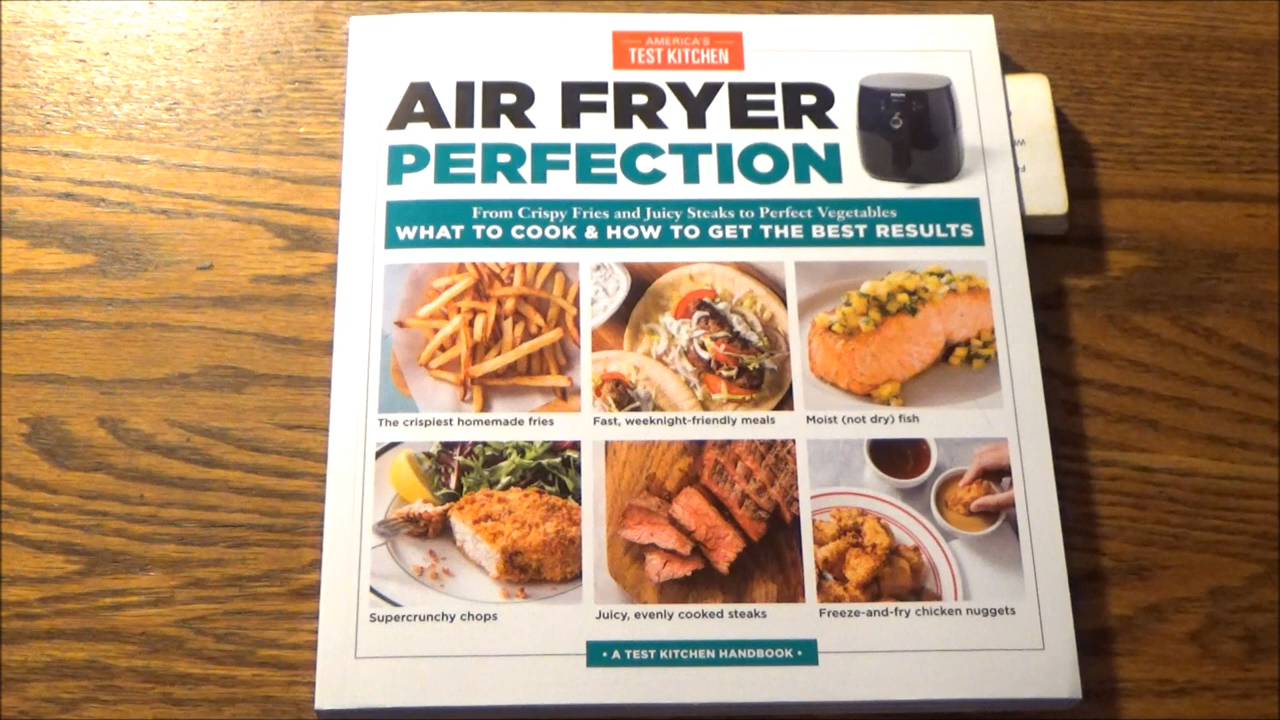 AMERICA'S
TEST KITCHEN
AIR FRYER
PERFECTION
From Crispy Fries and Juicy Steaks to Perfect Vegetables
WHAT TO COOK & HOW TO GET THE BEST RESULTS
The crispiest homemade fries
Fast, weeknight-friendly meals
Moist (not dry) fish
Supercrunchy chops
Juicy, evenly cooked steaks
Freeze-and-fry chicken nuggets
• A TEST KITCHEN HANDBOOK •